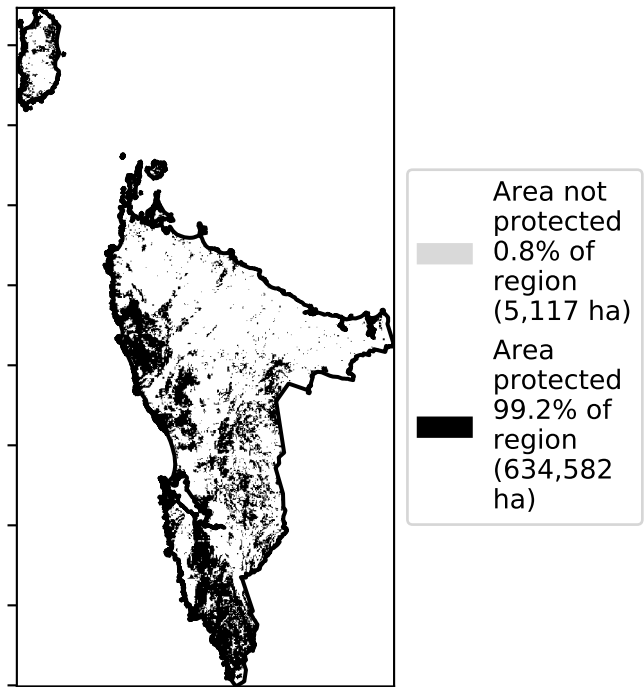 Area not
protected
0.8% of
region
(5,117 ha)
Area
protected
99.2% of
region
(634,582
ha)